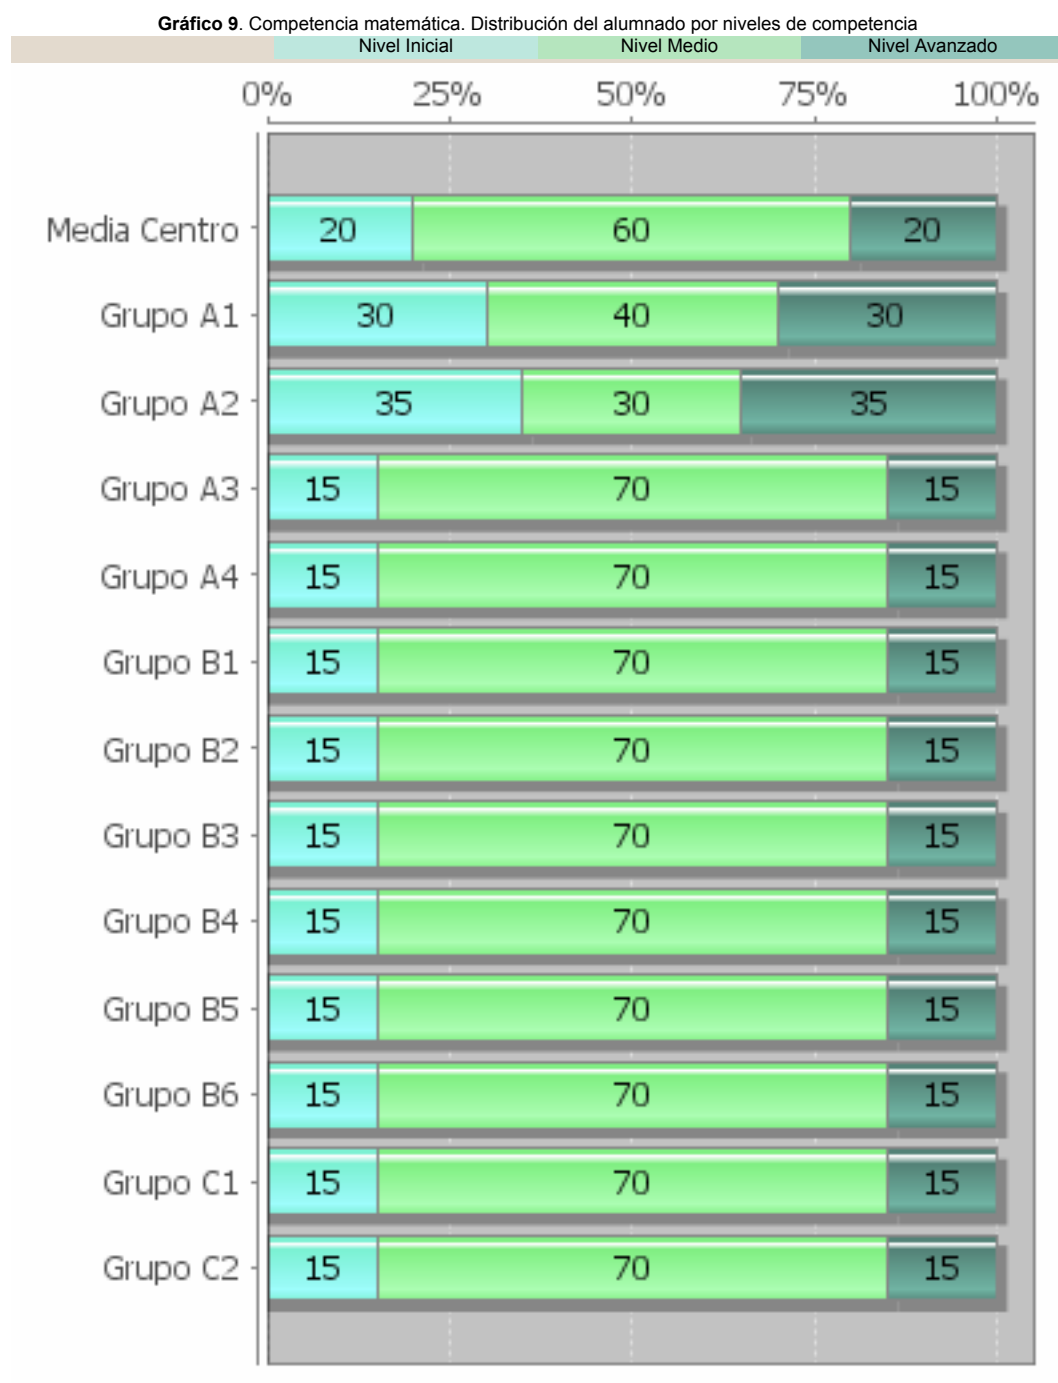 Gráfico 9. Competencia matemática. Distribución del alumnado por niveles de competencia
Nivel Inicial Nivel Medio Nivel Avanzado
0% 25% 50% 75% 100%
Media Centro 20 60 20
Grupo A1 30 40 30
Grupo A2 35 30 35
Grupo A3 15 70 15
Grupo A4 15 70 15
Grupo B1 15 70 15
Grupo B2 15 70 15
Grupo B3 15 70 15
Grupo B4 15 70 15
Grupo B5 15 70 15
Grupo B6 15 70 15
Grupo C1 15 70 15
Grupo C2 15 70 15